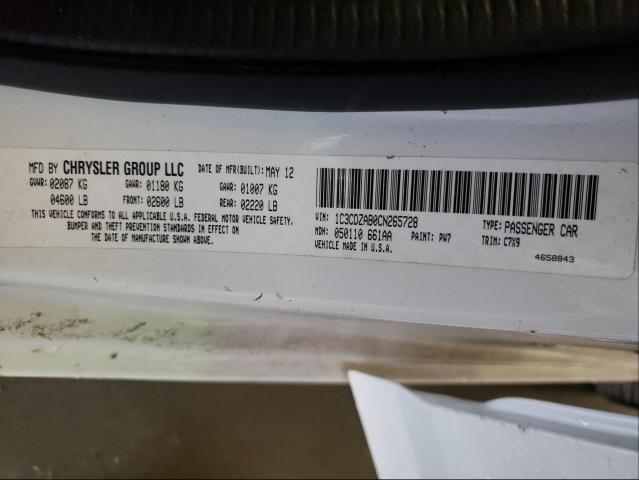 MFD BY CHRYSLER GROUP LLC DATE OF MFR(BUILT): MAY 12
GVWR: 02087 KG GAWR: 01180 KG GAWR: 01007 KG
04600 LB FRONT: 02600 LB REAR: 02220 LB
THIS VEHICLE CONFORMS TO ALL APPLICABLE U.S.A. FEDERAL MOTOR VEHICLE SAFETY,
BUMPER AND THEFT PREVENTION STANDARDS IN EFFECT ON
THE DATE OF MANUFACTURE SHOWN ABOVE.
VIN: 1C3CDZAB0CN265728 TYPE: PASSENGER CAR
MDH: 050110 661AA PAINT: PW7 TRIM: C7X9
VEHICLE MADE IN U.S.A.
4658843